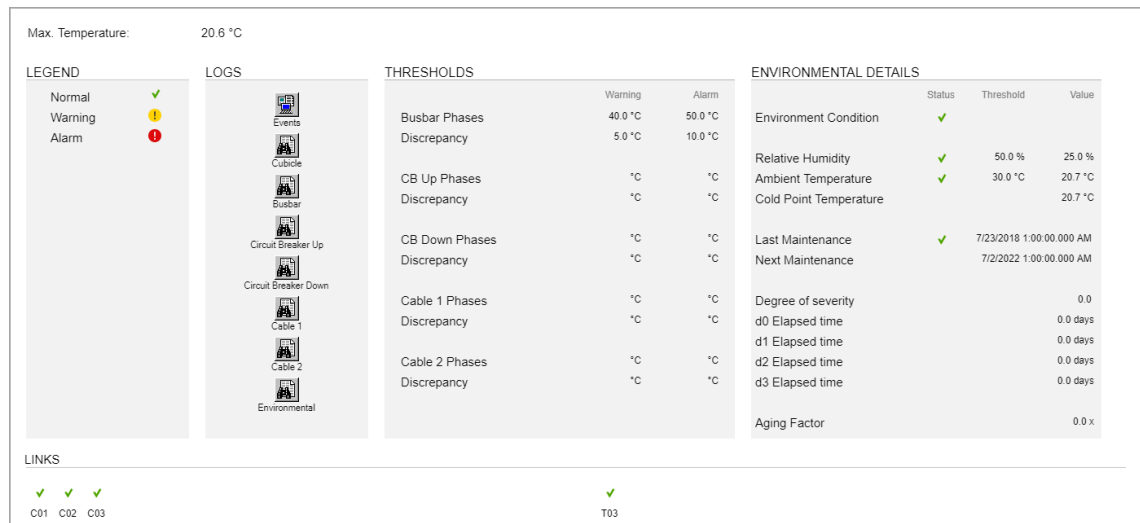 Max. Temperature: 20.6 °C
LEGEND
Normal
Warning
Alarm
LOGS
Events
Cubicle
Busbar
Circuit Breaker Up
Circuit Breaker Down
Cable 1
Cable 2
Environmental
THRESHOLDS
Warning Alarm
Busbar Phases 40.0 °C 50.0 °C
Discrepancy 5.0 °C 10.0 °C
CB Up Phases °C °C
Discrepancy °C °C
CB Down Phases °C °C
Discrepancy °C °C
Cable 1 Phases °C °C
Discrepancy °C °C
Cable 2 Phases °C °C
Discrepancy °C °C
ENVIRONMENTAL DETAILS
Status Threshold Value
Environment Condition
Relative Humidity 50.0 % 25.0 %
Ambient Temperature 30.0 °C 20.7 °C
Cold Point Temperature 20.7 °C
Last Maintenance 7/23/2018 1:00:00.000 AM
Next Maintenance 7/2/2022 1:00:00.000 AM
Degree of severity 0.0
d0 Elapsed time 0.0 days
d1 Elapsed time 0.0 days
d2 Elapsed time 0.0 days
d3 Elapsed time 0.0 days
Aging Factor 0.0 x
LINKS
C01 C02 C03 T03